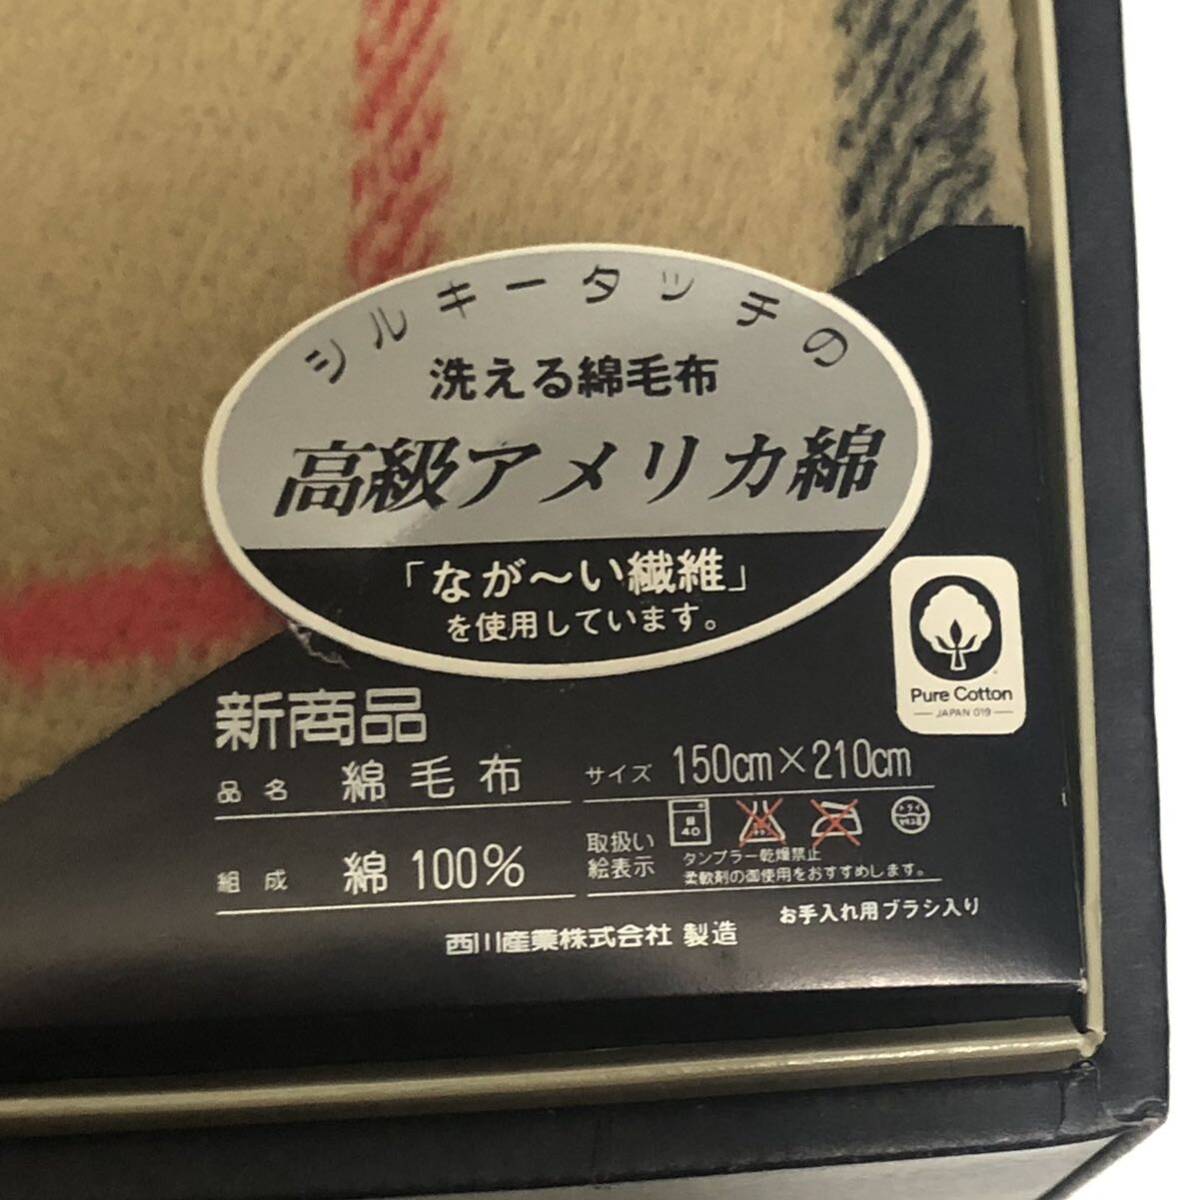 シルキータッチの
洗える綿毛布
高級アメリカ綿
「なが～い繊維」
を使用しています。
Pure Cotton
JAPAN 019
新商品
品名 綿毛布
サイズ 150cm×210cm
組成 綿 100%
取扱い
絵表示
40
ドライ
タンブラー乾燥禁止
柔軟剤の御使用をおすすめします。
お手入れ用ブラシ入り
西川産業株式会社 製造